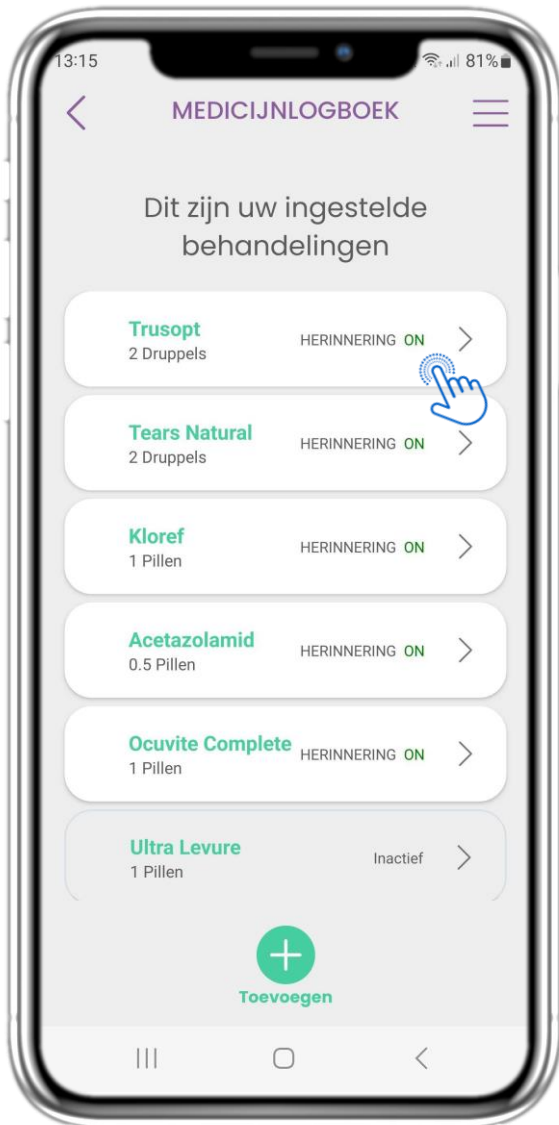 13:15 81%
MEDICIJNLOGBOEK
Dit zijn uw ingestelde
behandelingen
Trusopt
2 Druppels
HERINNERING ON
Tears Natural
2 Druppels
HERINNERING ON
Kloref
1 Pillen
HERINNERING ON
Acetazolamid
0.5 Pillen
HERINNERING ON
Ocuvite Complete
1 Pillen
HERINNERING ON
Ultra Levure
1 Pillen
Inactief
Toevoegen